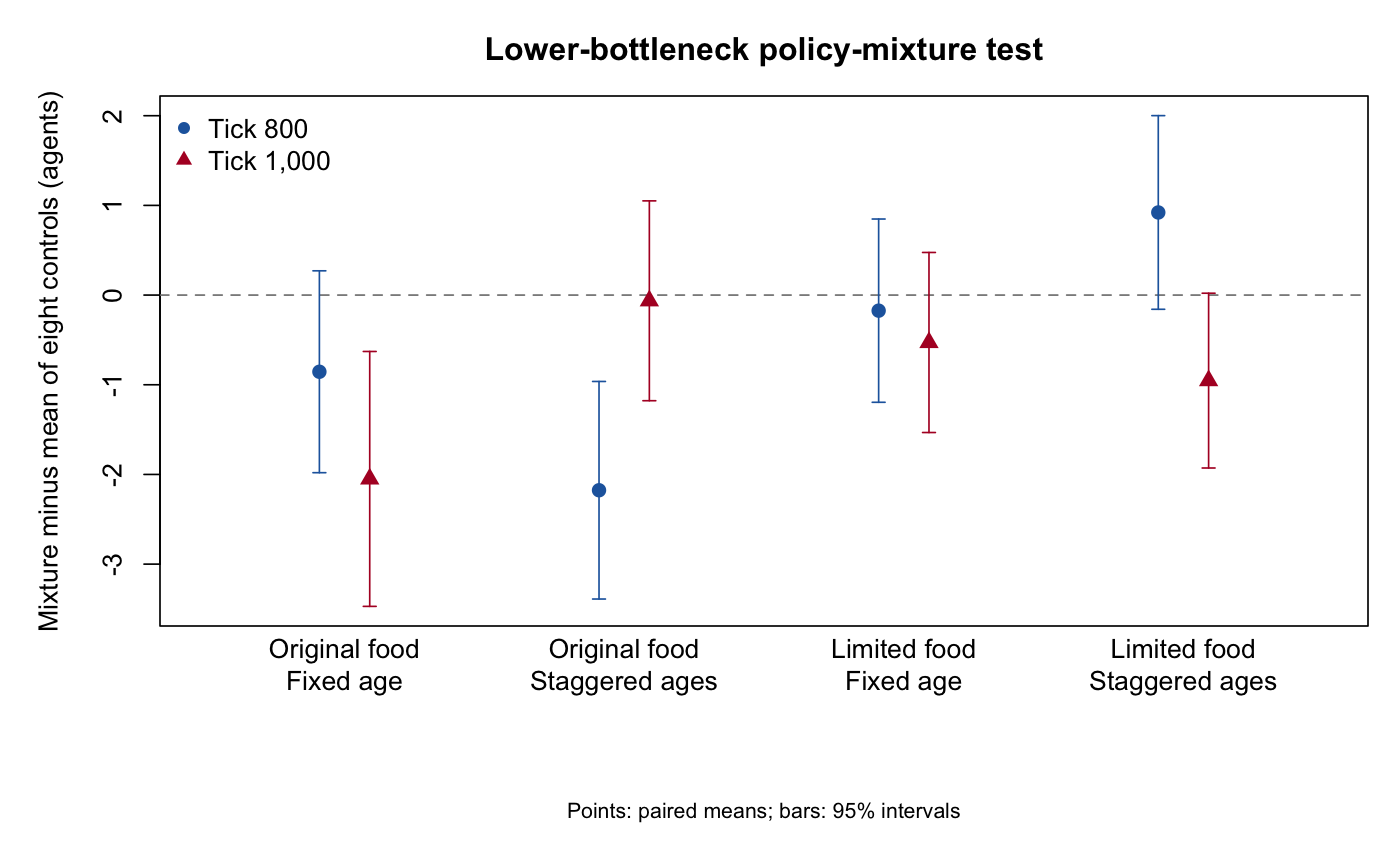 Lower-bottleneck policy-mixture test
Mixture minus mean of eight controls (agents)
2
1
0
-1
-2
-3
Tick 800
Tick 1,000
Original food
Fixed age
Original food
Staggered ages
Limited food
Fixed age
Limited food
Staggered ages
Points: paired means; bars: 95% intervals